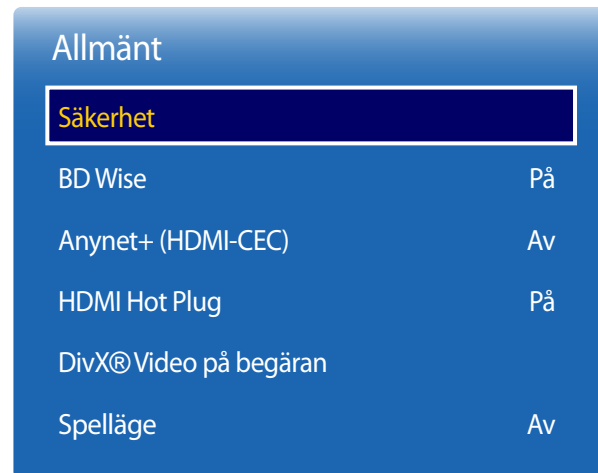 Allmänt
Säkerhet
BD Wise På
Anynet+ (HDMI-CEC) Av
HDMI Hot Plug På
DivX® Video på begäran
Spelläge Av